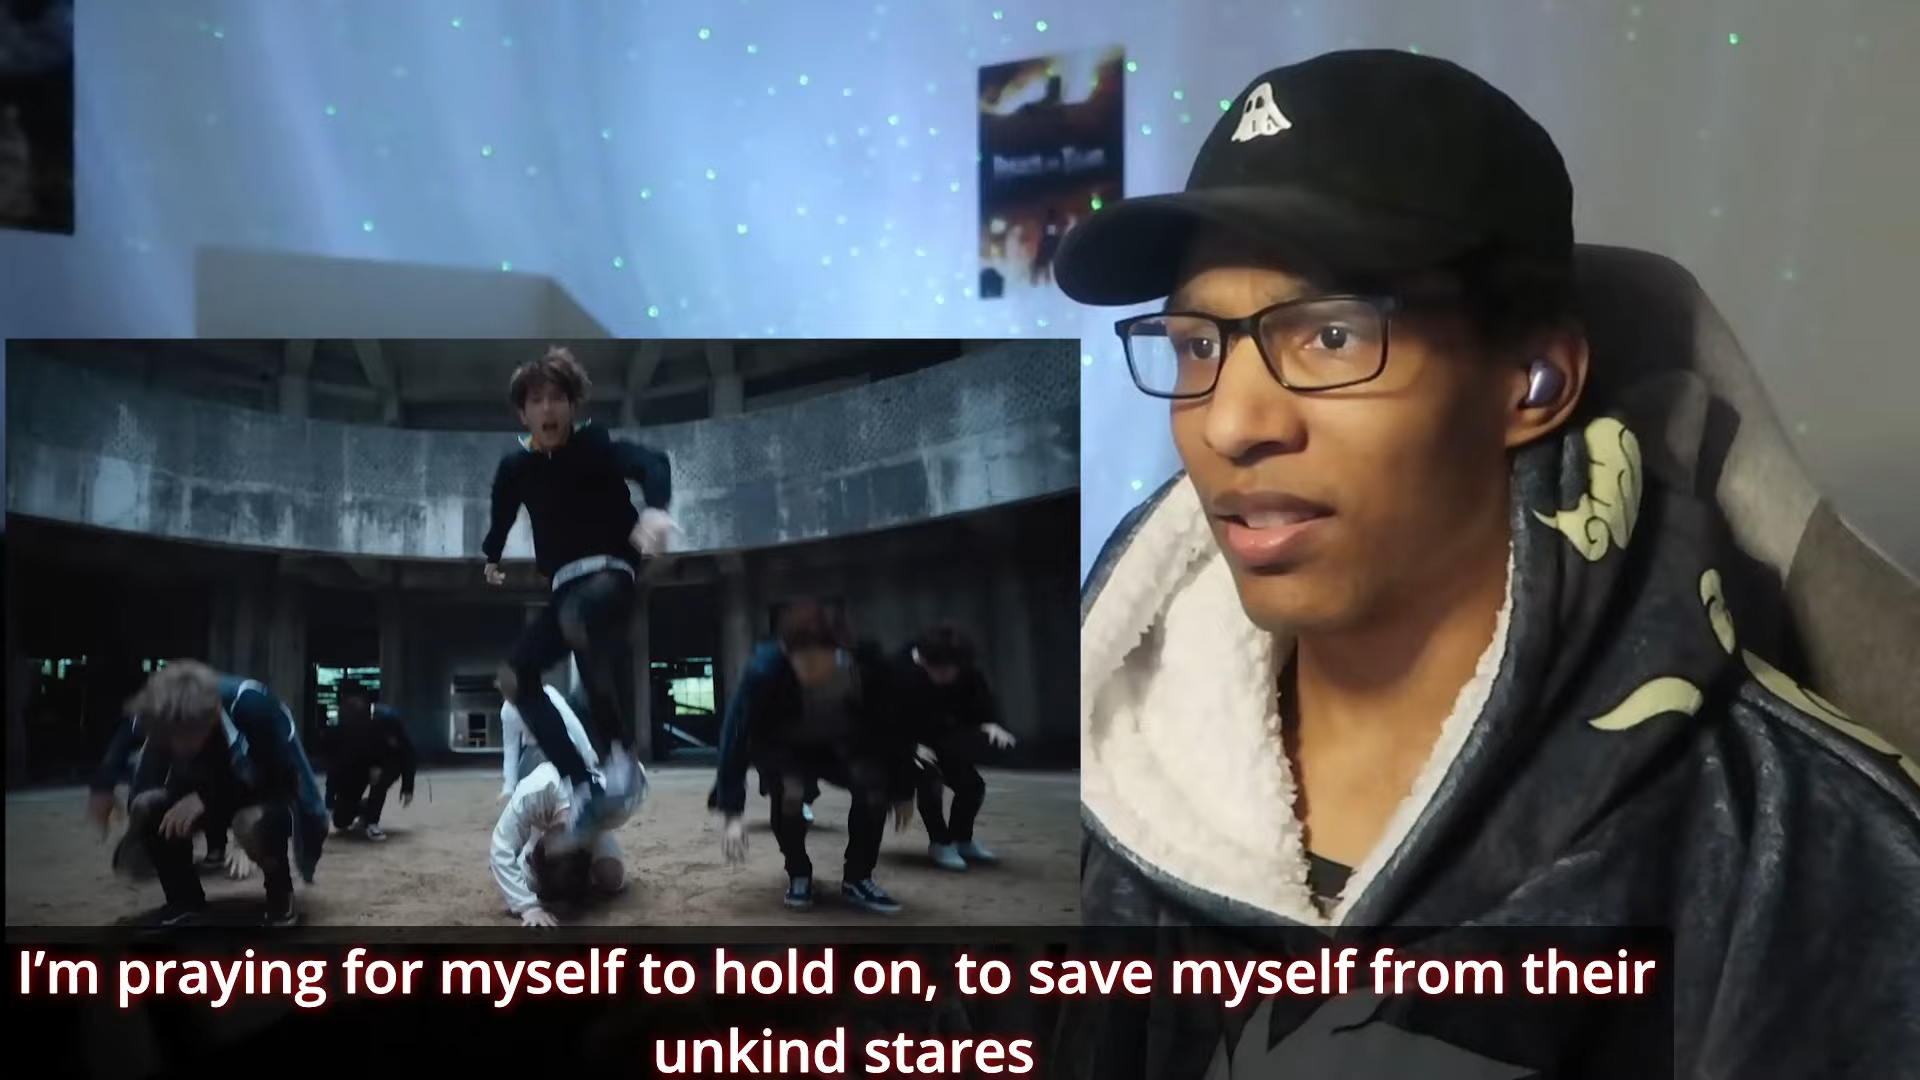 I’m praying for myself to hold on, to save myself from their
unkind stares